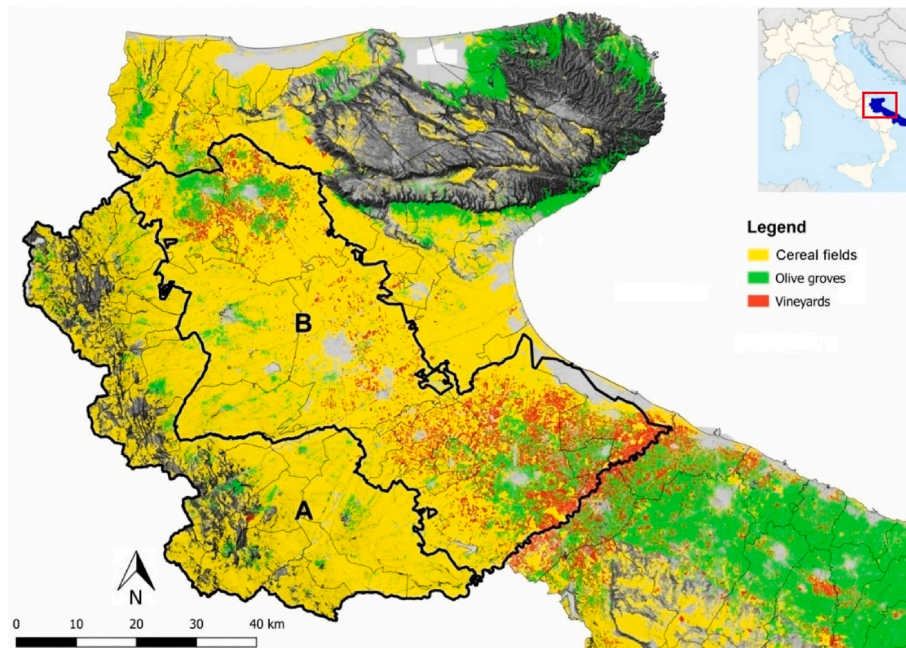 Legend
Cereal fields
Olive groves
Vineyards
B
A
N
0 10 20 30 40 km